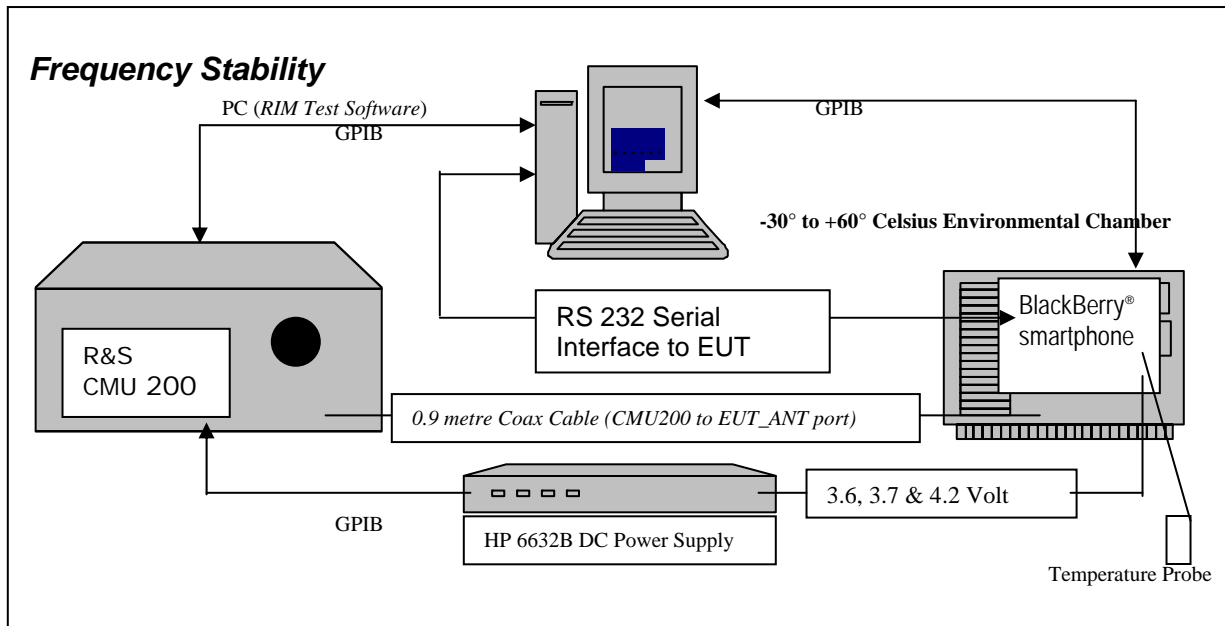 Frequency Stability
PC (RIM Test Software)
GPIB
GPIB
-30° to +60° Celsius Environmental Chamber
BlackBerry®
smartphone
RS 232 Serial
Interface to EUT
R&S
CMU 200
0.9 metre Coax Cable (CMU200 to EUT_ANT port)
3.6, 3.7 & 4.2 Volt
GPIB
HP 6632B DC Power Supply
Temperature Probe